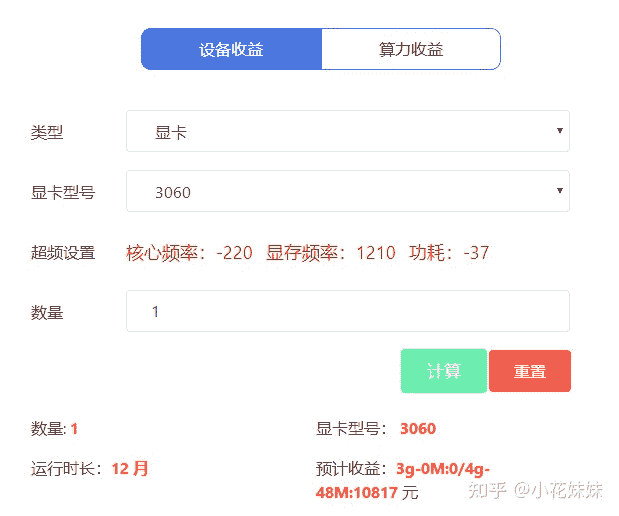 设备收益 算力收益
类型 显卡
显卡型号 3060
超频设置 核心频率：-220 显存频率：1210 功耗：-37
数量 1
计算 重置
数量: 1 显卡型号： 3060
运行时长：12 月 预计收益：3g-0M:0/4g-
48M:10817 元
知乎 @小花妹妹